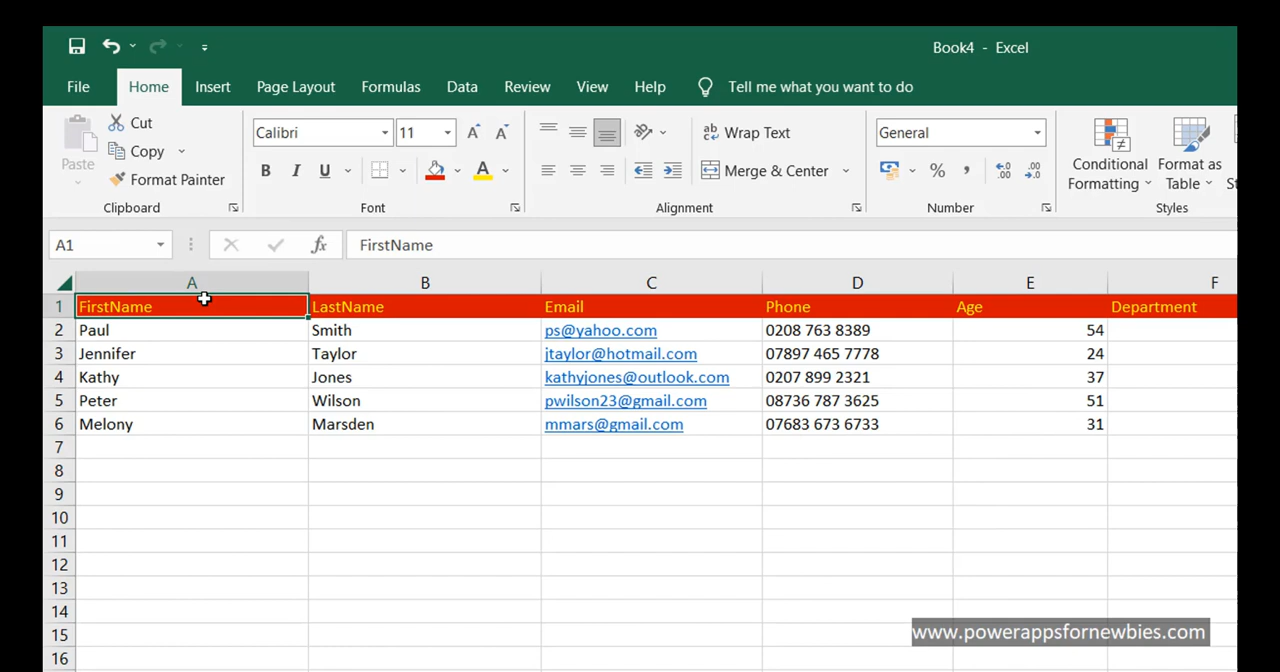 Book4 - Excel
File Home Insert Page Layout Formulas Data Review View Help Tell me what you want to do
Paste Cut Copy Format Painter Clipboard
Calibri 11 B I U A Font
ab Wrap Text Merge & Center Alignment
General % , .00 .00 Number
Conditional Formatting Format as Table Styles
A1 fx FirstName
A B C D E F
1 FirstName LastName Email Phone Age Department
2 Paul Smith ps@yahoo.com 0208 763 8389 54
3 Jennifer Taylor jtaylor@hotmail.com 07897 465 7778 24
4 Kathy Jones kathyjones@outlook.com 0207 899 2321 37
5 Peter Wilson pwilson23@gmail.com 08736 787 3625 51
6 Melony Marsden mmars@gmail.com 07683 673 6733 31
7
8
9
10
11
12
13
14
15
www.powerappsfornewbies.com
16